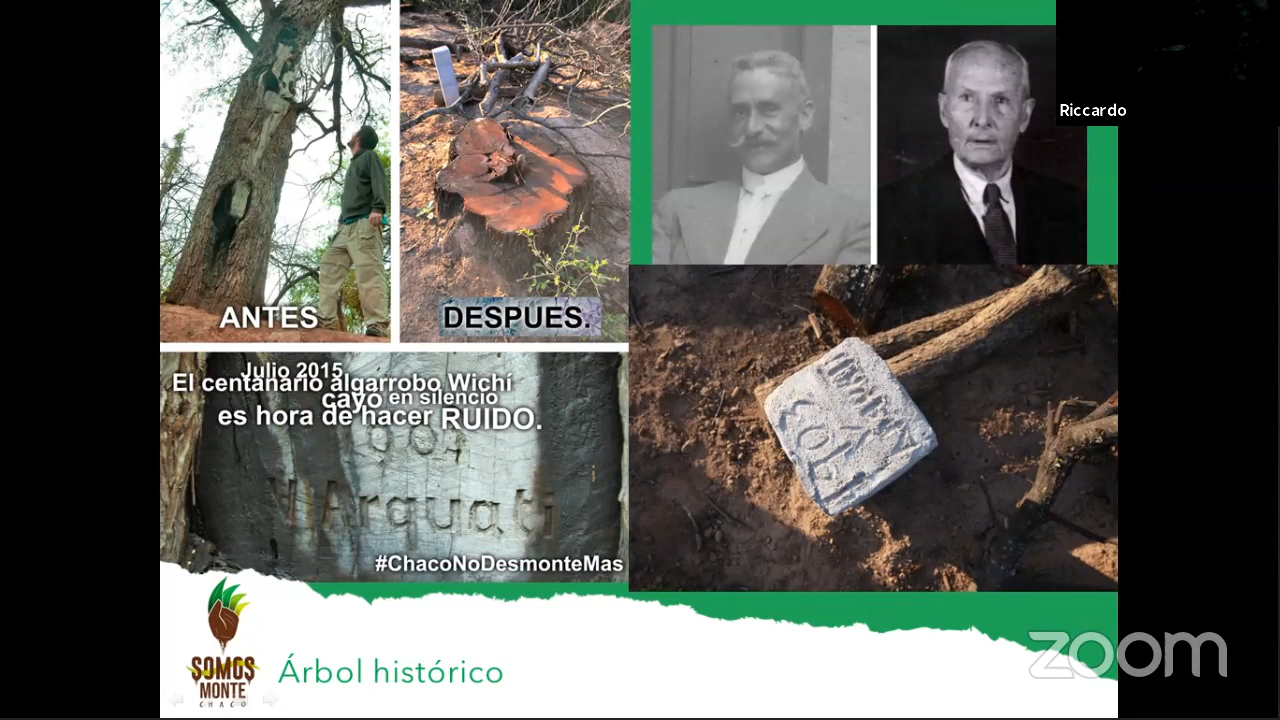 ANTES
DESPUES.
Julio 2015
El centanario algarrobo Wichí
cayo en silencio
es hora de hacer RUIDO.
Arquati
#ChacoNoDesmonteMas
Riccardo
SOMOS
MONTE
CHACO
Árbol histórico
zoom